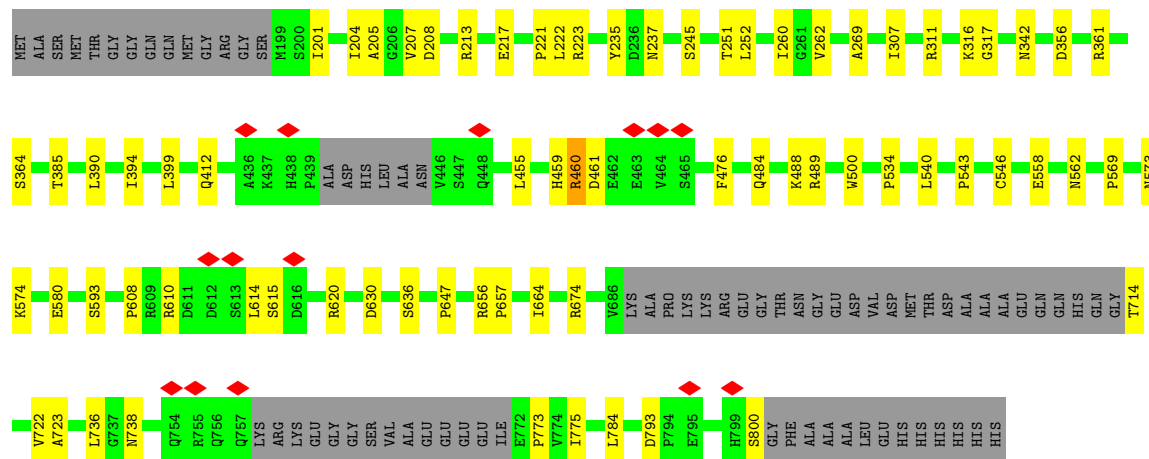 MET ALA SER MET THR GLY GLY GLN GLN MET GLY ARG GLY SER M199 S200 I201 I204 A205 G206 V207 D208 R213 E217 P221 L222 R223 Y235 D236 N237 S245 T251 L252 I260 G261 V262 A269 I307 R311 K316 G317 N342 D356 R361
S364 T385 L390 I394 L399 Q412 A436 K437 H438 P439 ALA ASP HIS LEU ALA ASN V446 S447 Q448 L455 H459 R460 D461 E462 E463 V464 S465 F476 Q484 K488 R489 W500 P534 L540 P543 C546 E558 N562 P569 N573
K574 E580 S593 P608 R609 R610 D611 D612 S613 L614 S615 D616 R620 D630 S636 P647 R656 P657 I664 R674 V686 LYS ALA PRO LYS LYS ARG GLU GLY THR ASN GLY GLU ASP VAL ASP MET THR ASP ALA ALA ALA GLU GLN GLN HIS GLN GLY T714
V722 A723 L736 G737 N738 Q754 R755 Q756 Q757 LYS ARG LYS GLU GLY GLY SER VAL ALA GLU GLU GLU GLU ILE E772 P773 V774 I775 L784 D793 P794 E795 H799 S800 GLY PHE ALA ALA ALA LEU GLU HIS HIS HIS HIS HIS HIS